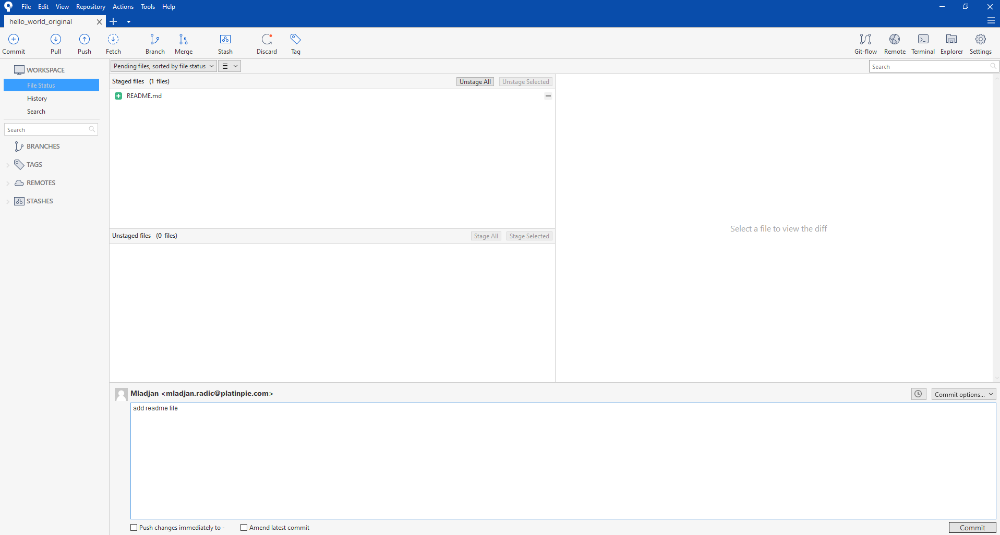 File Edit View Repository Actions Tools Help
hello_world_original
Commit Pull Push Fetch Branch Merge Stash Discard Tag Git-flow Remote Terminal Explorer Settings
WORKSPACE
File Status
History
Search
Search
BRANCHES
TAGS
REMOTES
STASHES
Pending files, sorted by file status
Search
Staged files (1 files) Unstage All Unstage Selected
README.md
Unstaged files (0 files) Stage All Stage Selected
Select a file to view the diff
Mladjan <mladjan.radic@platinpie.com> Commit options...
add readme file
Push changes immediately to - Amend latest commit Commit